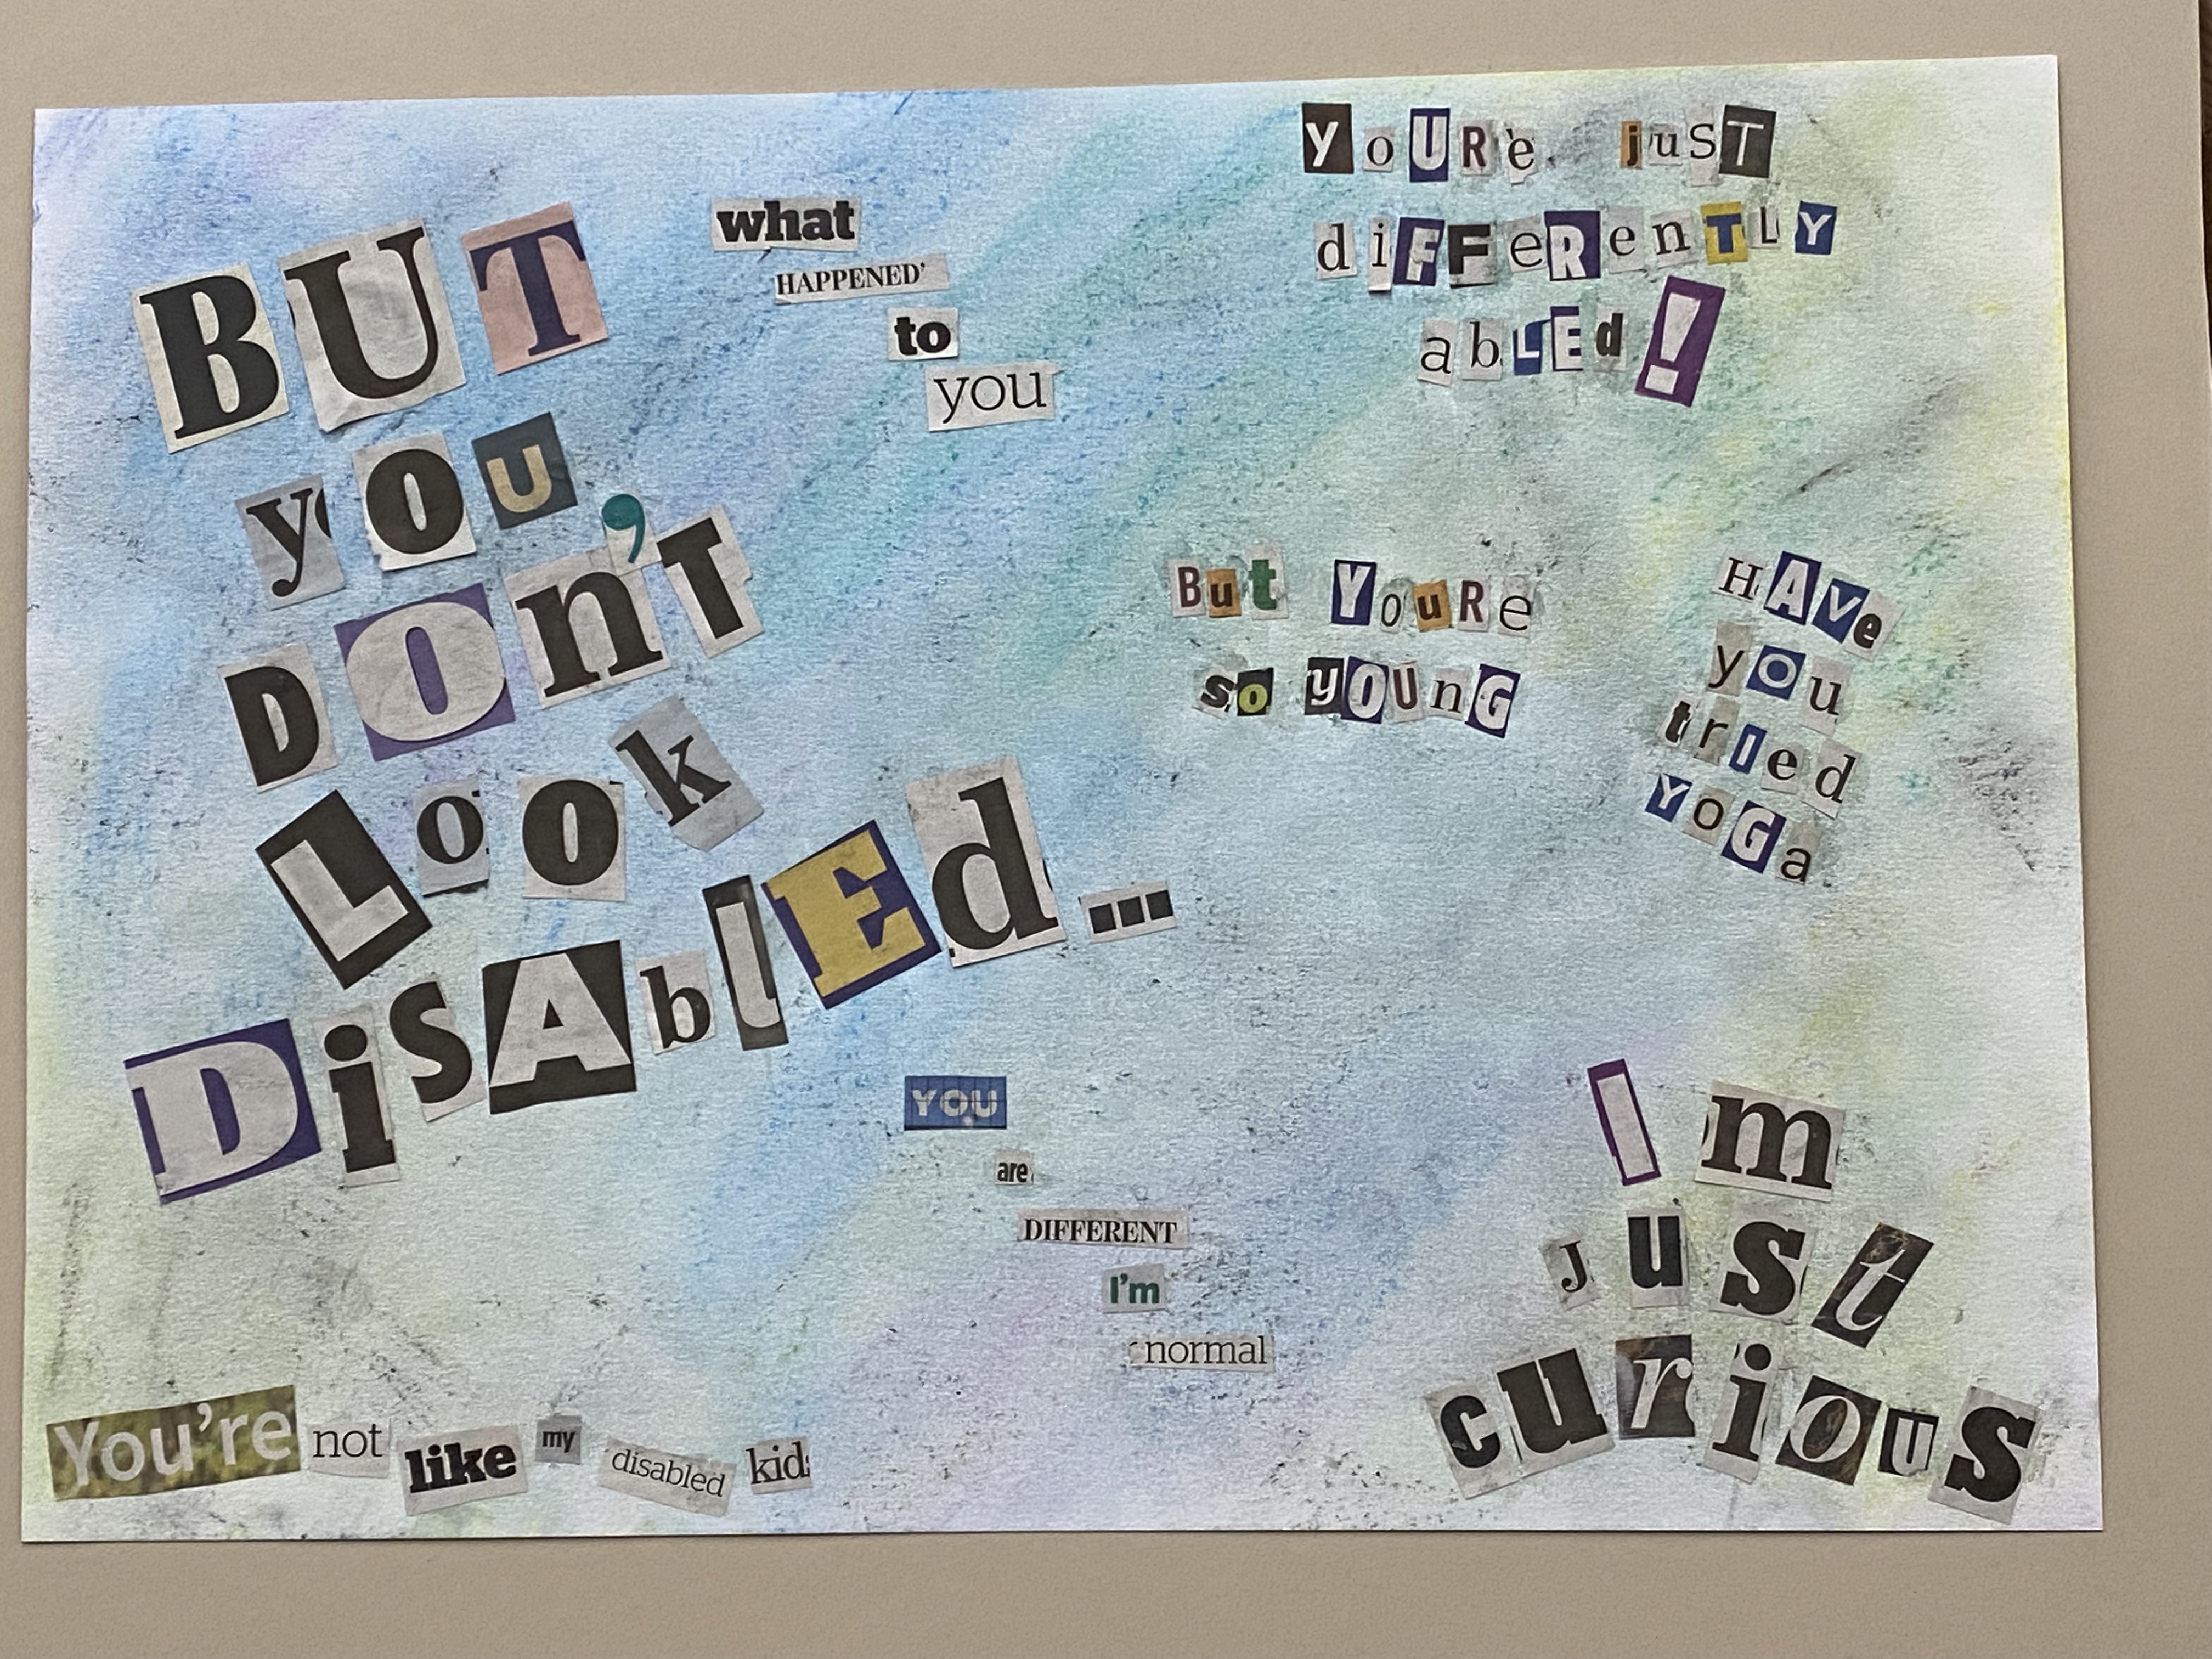 BUT
you
DOn'T
Look
DiSAblEd...
what
HAPPENED'
to
you
YoURe jusT
diFFeRenTLY
abLEd!
But YouRe
so yOUnG
HAVe
you
trIed
YoGa
I m
Just
curiouS
YOU
are
DIFFERENT
I'm
normal
You're not like my disabled kid